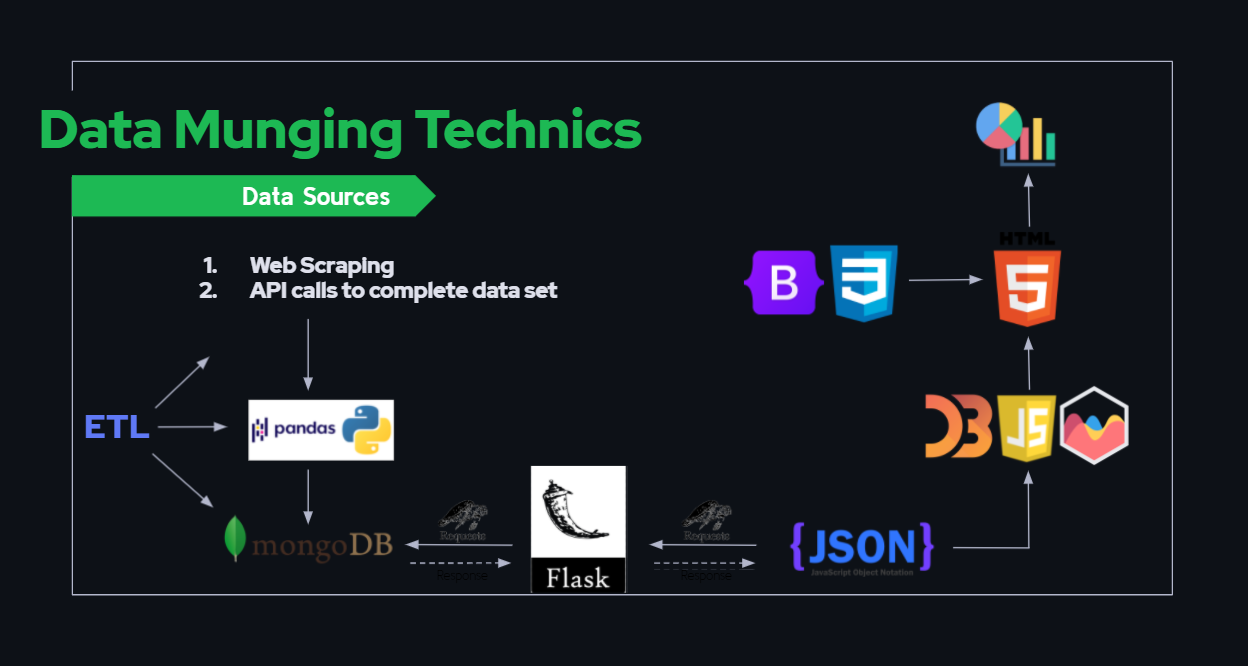 Data Munging Technics
Data Sources
1. Web Scraping
2. API calls to complete data set
HTML
5
B
3
ETL
pandas
D3
JS
mongoDB
Requests
Response
Flask
Requests
Response
{JSON}
JavaScript Object Notation